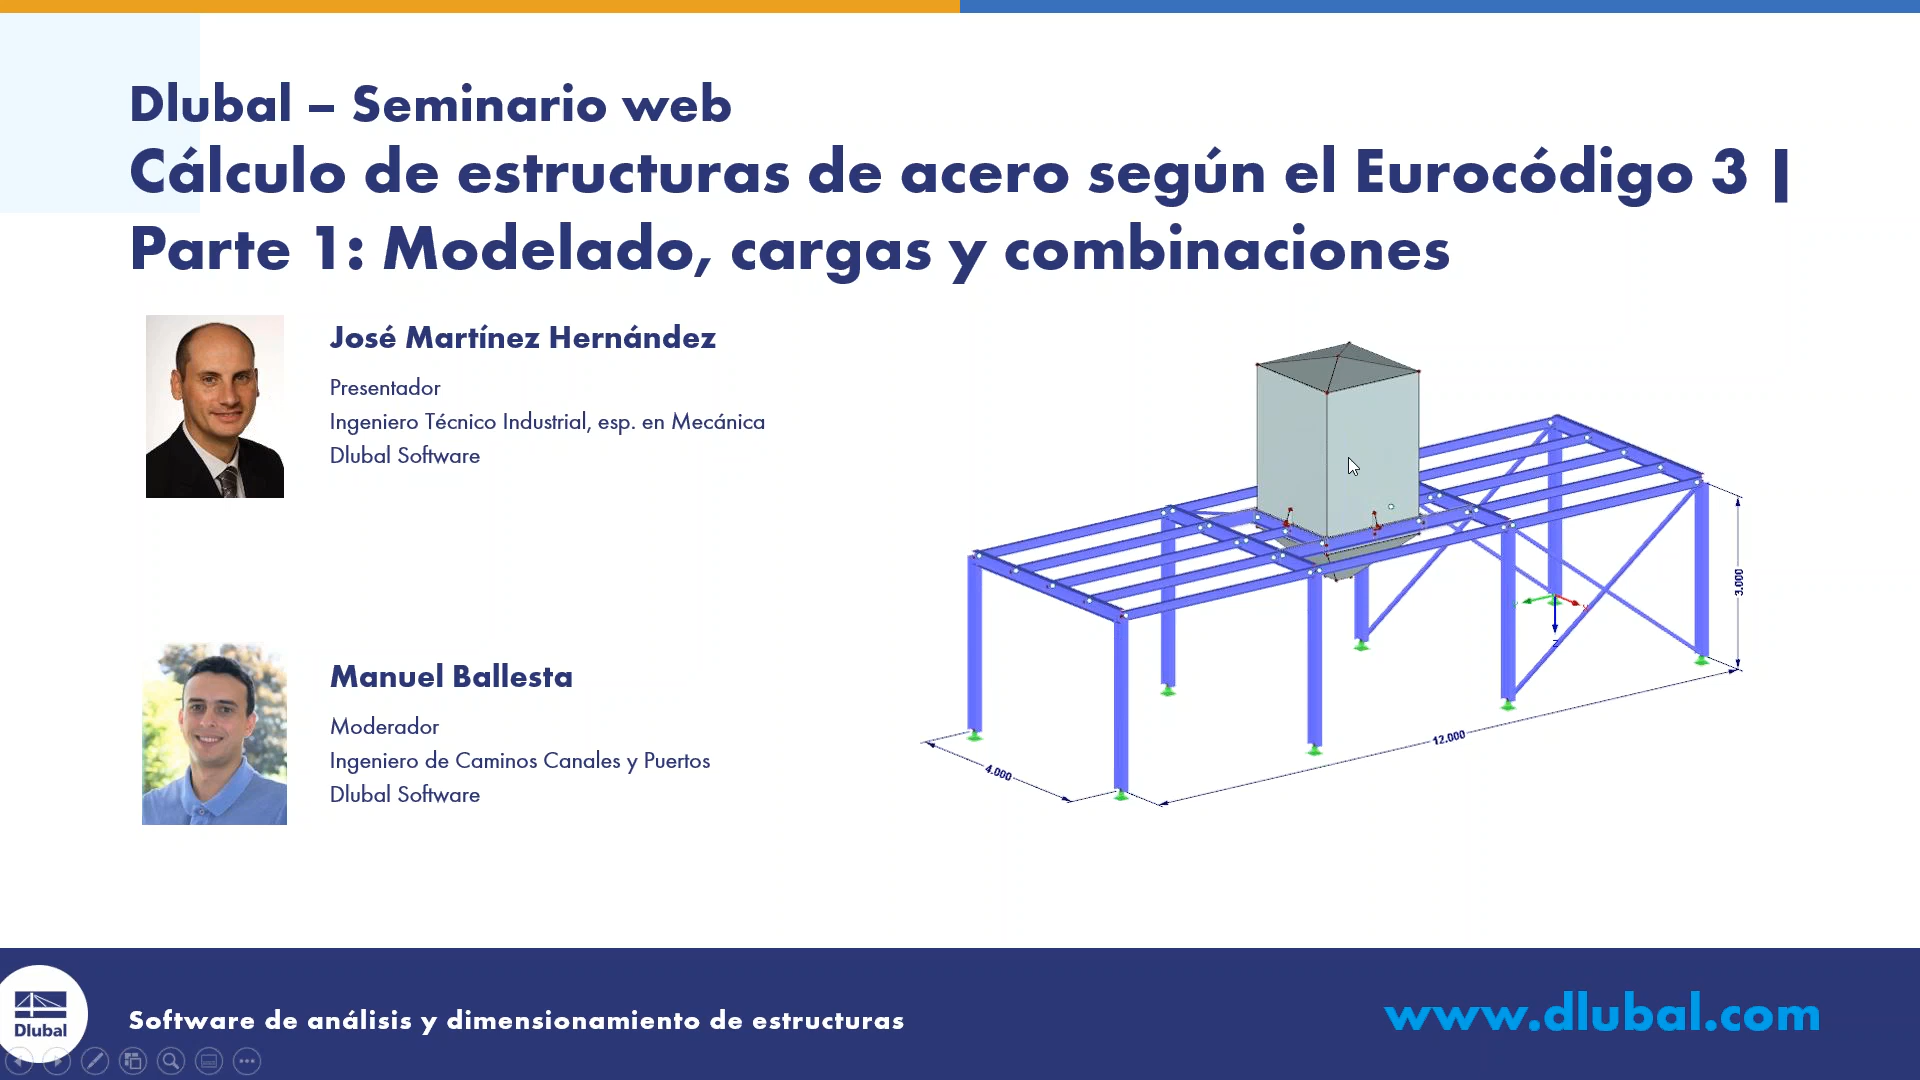 Dlubal – Seminario web
Cálculo de estructuras de acero según el Eurocódigo 3 |
Parte 1: Modelado, cargas y combinaciones
José Martínez Hernández
Presentador
Ingeniero Técnico Industrial, esp. en Mecánica
Dlubal Software
Manuel Ballesta
Moderador
Ingeniero de Caminos Canales y Puertos
Dlubal Software
3.000
12.000
4.000
Z
Dlubal
Software de análisis y dimensionamiento de estructuras
www.dlubal.com